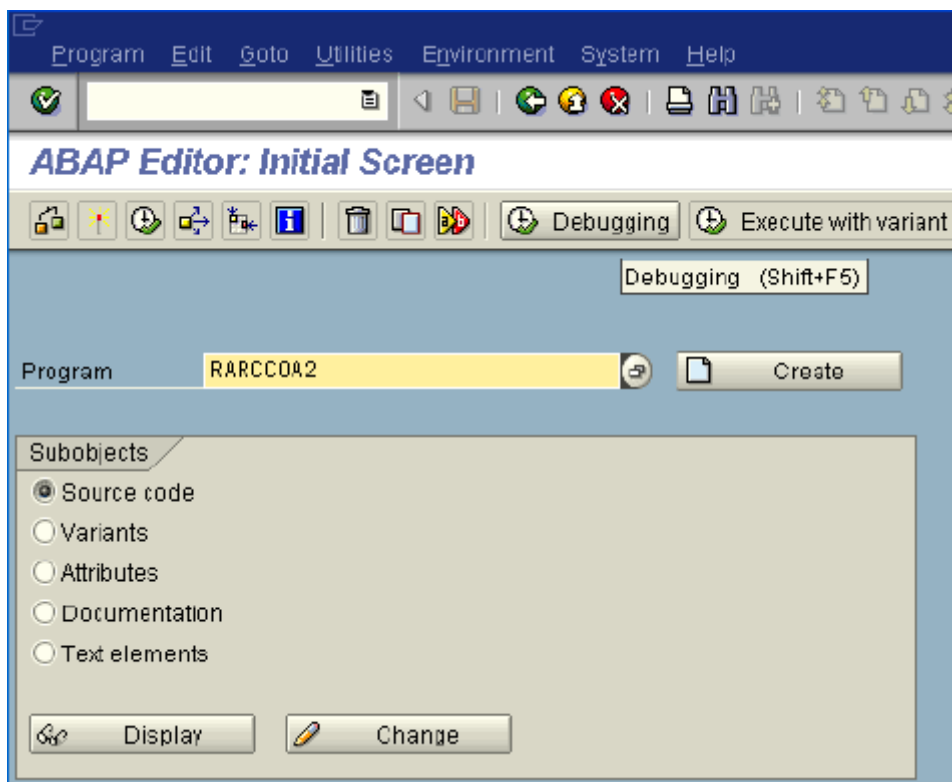 Program Edit Goto Utilities Environment System Help
ABAP Editor: Initial Screen
Debugging Execute with variant
Debugging (Shift+F5)
Program RARCCOA2 Create
Subobjects
Source code
Variants
Attributes
Documentation
Text elements
Display Change